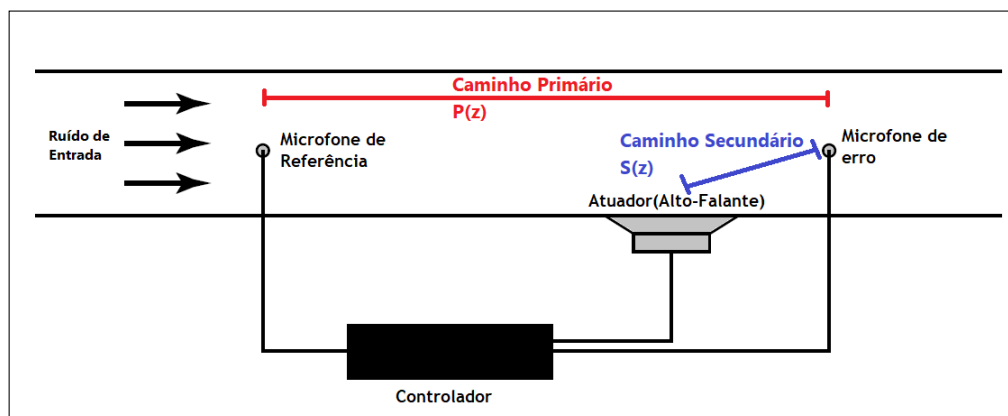 Caminho Primário
P(z)
Ruído de
Entrada
Microfone de
Referência
Caminho Secundário
S(z)
Microfone de
erro
Atuador(Alto-Falante)
Controlador